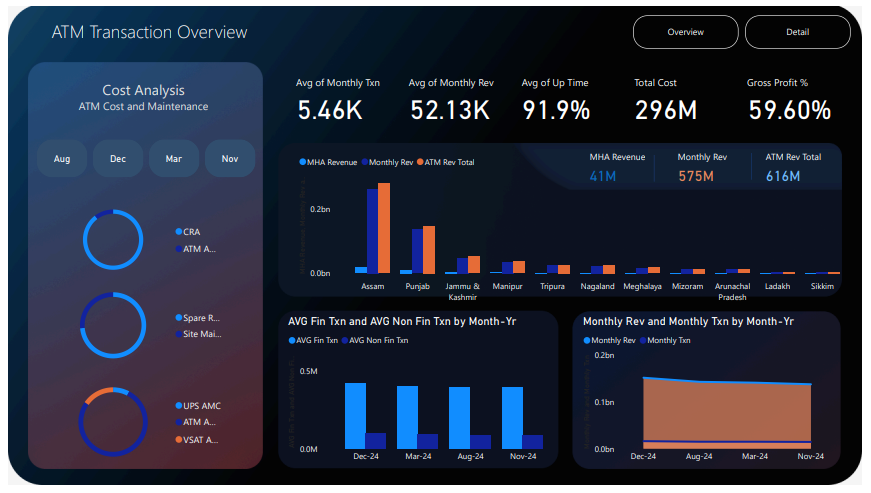 ATM Transaction Overview
Overview
Detail
Cost Analysis
ATM Cost and Maintenance
Aug
Dec
Mar
Nov
CRA
ATM A...
Spare R...
Site Mai...
UPS AMC
ATM A...
VSAT A...
Avg of Monthly Txn
5.46K
Avg of Monthly Rev
52.13K
Avg of Up Time
91.9%
Total Cost
296M
Gross Profit %
59.60%
MHA Revenue Monthly Rev ATM Rev Total
MHA Revenue
41M
Monthly Rev
575M
ATM Rev Total
616M
0.2bn
0.0bn
Assam
Punjab
Jammu &
Kashmir
Manipur
Tripura
Nagaland
Meghalaya
Mizoram
Arunachal
Pradesh
Ladakh
Sikkim
AVG Fin Txn and AVG Non Fin Txn by Month-Yr
AVG Fin Txn AVG Non Fin Txn
0.5M
0.0M
Dec-24
Mar-24
Aug-24
Nov-24
Monthly Rev and Monthly Txn by Month-Yr
Monthly Rev Monthly Txn
0.2bn
0.1bn
0.0bn
Dec-24
Aug-24
Mar-24
Nov-24